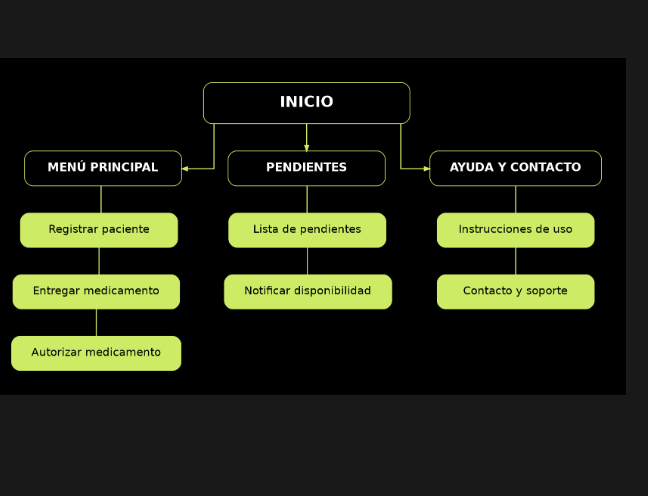 INICIO
MENÚ PRINCIPAL
PENDIENTES
AYUDA Y CONTACTO
Registrar paciente
Lista de pendientes
Instrucciones de uso
Entregar medicamento
Notificar disponibilidad
Contacto y soporte
Autorizar medicamento